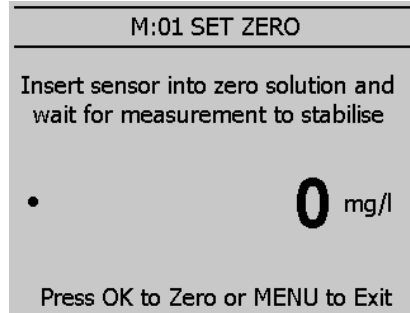 M:01 SET ZERO
Insert sensor into zero solution and
wait for measurement to stabilise
0 mg/l
Press OK to Zero or MENU to Exit